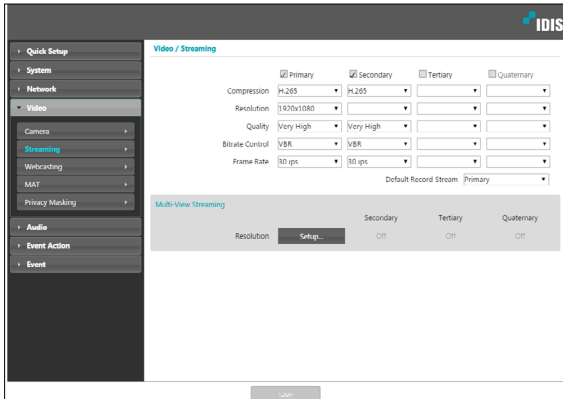 IDIS
Quick Setup
System
Network
Video
Camera
Streaming
Webcasting
MAT
Privacy Masking
Audio
Event Action
Event
Video / Streaming
Primary Secondary Tertiary Quaternary
Compression H.265 H.265
Resolution 1920x1080
Quality Very High Very High
Bitrate Control VBR VBR
Frame Rate 30 ips 30 ips
Default Record Stream Primary
Multi-View Streaming
Secondary Tertiary Quaternary
Resolution Setup... Off Off Off
Save